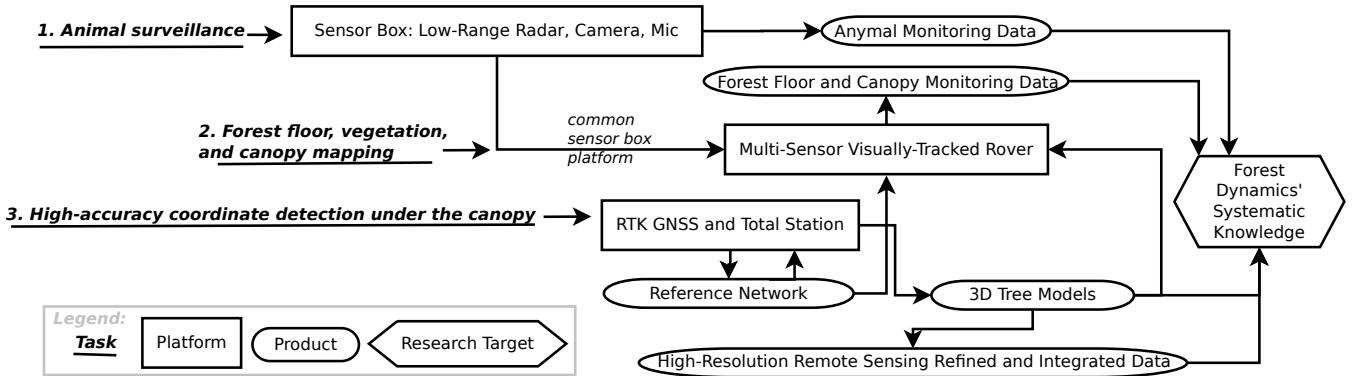 1. Animal surveillance
Sensor Box: Low-Range Radar, Camera, Mic
Anymal Monitoring Data
Forest Floor and Canopy Monitoring Data
2. Forest floor, vegetation,
and canopy mapping
common
sensor box
platform
Multi-Sensor Visually-Tracked Rover
Forest
Dynamics'
Systematic
Knowledge
3. High-accuracy coordinate detection under the canopy
RTK GNSS and Total Station
Reference Network
3D Tree Models
High-Resolution Remote Sensing Refined and Integrated Data
Legend:
Task
Platform
Product
Research Target